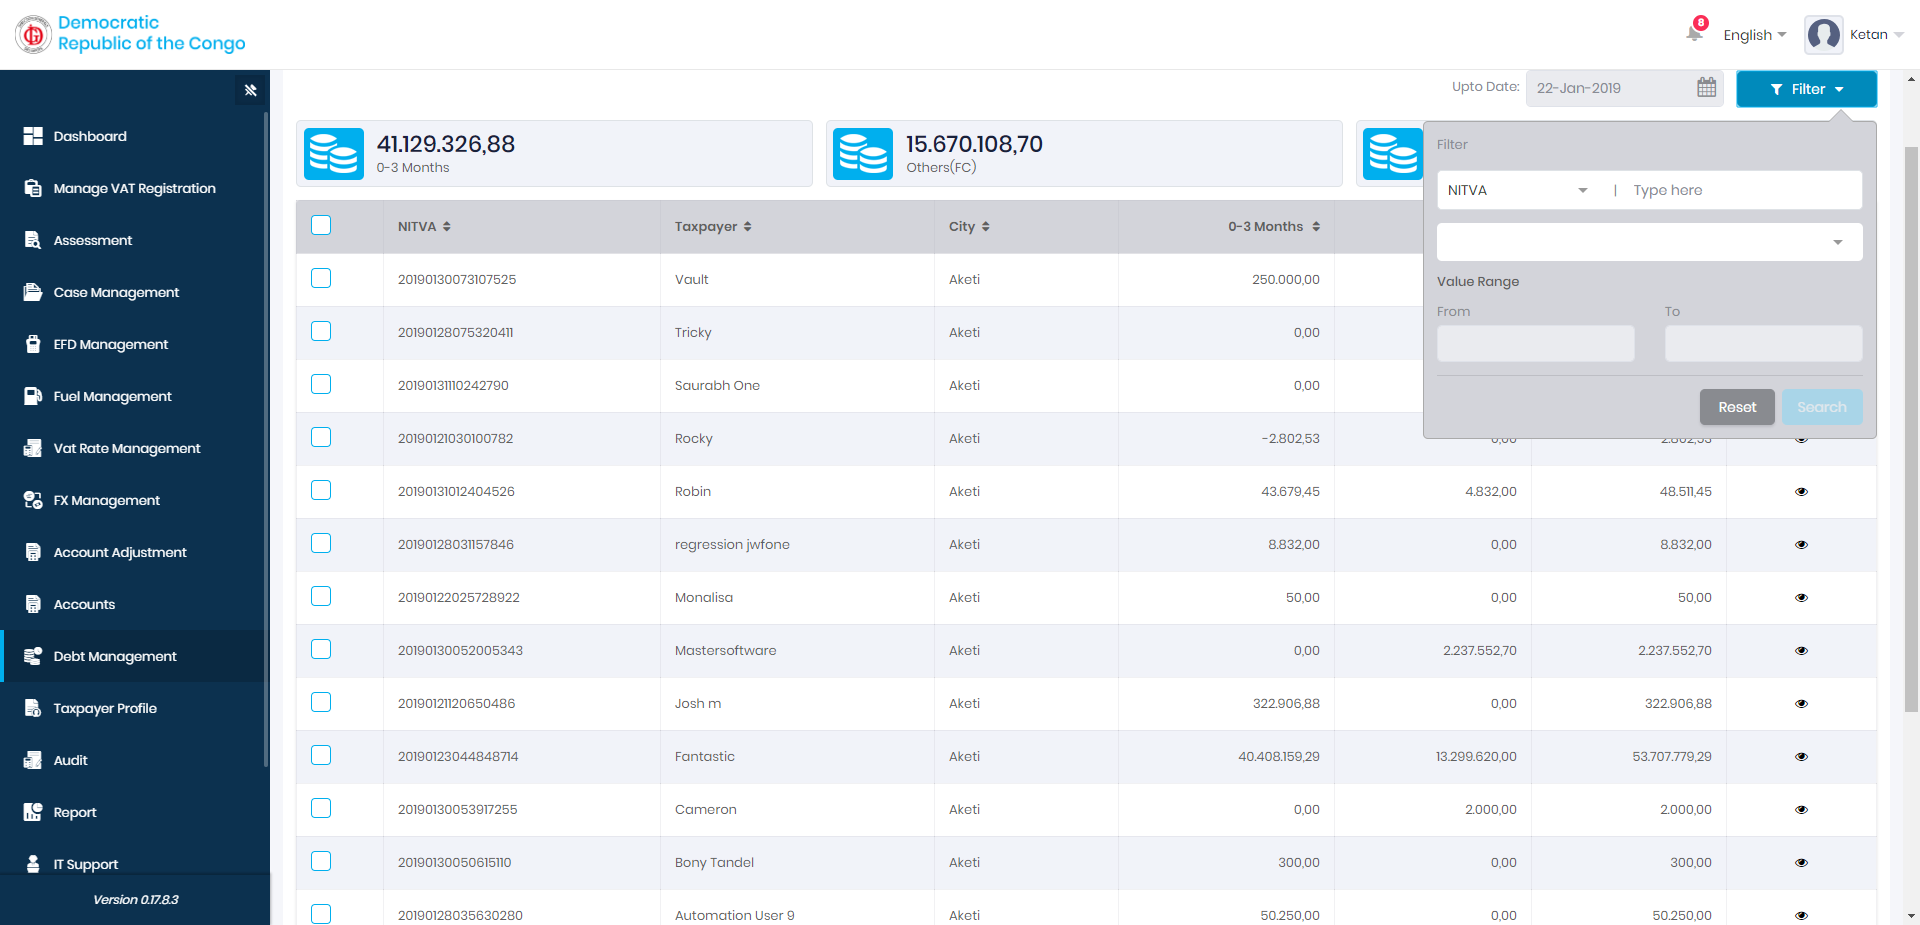 Democratic
Republic of the Congo
8
English
Ketan
Dashboard
Manage VAT Registration
Assessment
Case Management
EFD Management
Fuel Management
Vat Rate Management
FX Management
Account Adjustment
Accounts
Debt Management
Taxpayer Profile
Audit
Report
IT Support
Version 0.17.8.3
Upto Date: 22-Jan-2019 Filter
41.129.326,88
0-3 Months
15.670.108,70
Others(FC)
Filter
NITVA | Type here
Value Range
From To
Reset Search
NITVA Taxpayer City 0-3 Months
20190130073107525 Vault Aketi 250.000,00
20190128075320411 Tricky Aketi 0,00
20190131110242790 Saurabh One Aketi 0,00
20190121030100782 Rocky Aketi -2.802,53 0,00 2.802,53
20190131012404526 Robin Aketi 43.679,45 4.832,00 48.511,45
20190128031157846 regression jwfone Aketi 8.832,00 0,00 8.832,00
20190122025728922 Monalisa Aketi 50,00 0,00 50,00
20190130052005343 Mastersoftware Aketi 0,00 2.237.552,70 2.237.552,70
20190121120650486 Josh m Aketi 322.906,88 0,00 322.906,88
20190123044848714 Fantastic Aketi 40.408.159,29 13.299.620,00 53.707.779,29
20190130053917255 Cameron Aketi 0,00 2.000,00 2.000,00
20190130050615110 Bony Tandel Aketi 300,00 0,00 300,00
20190128035630280 Automation User 9 Aketi 50.250,00 0,00 50.250,00